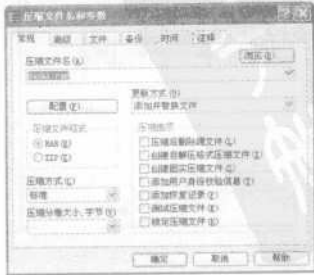 压缩文件名和参数
常规 高级 文件 备份 时间 注释
压缩文件名(A)
浏览(B)...
配置(F)...
更新方式(U)
添加并替换文件
压缩文件格式
RAR(R)
ZIP(Z)
压缩选项
压缩后删除源文件(D)
创建自解压格式压缩文件(X)
创建固实压缩文件(S)
添加用户身份校验信息(I)
添加恢复记录(E)
测试压缩文件(T)
锁定压缩文件(L)
压缩方式(C)
标准
压缩分卷大小，字节(V)
确定 取消 帮助